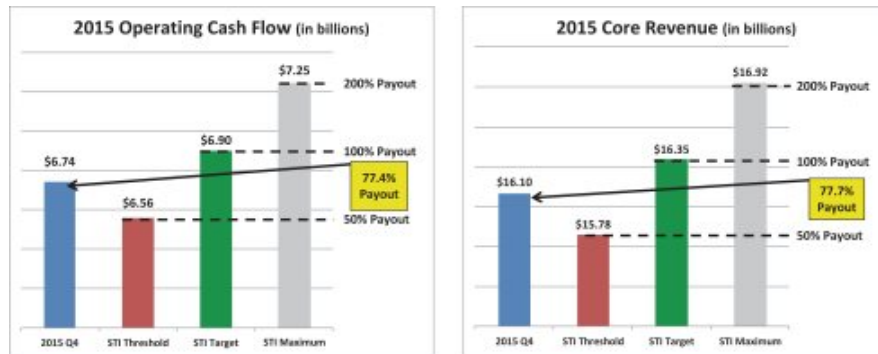 2015 Operating Cash Flow (in billions)
$7.25
200% Payout
$6.90
100% Payout
$6.74
77.4%
Payout
$6.56
50% Payout
2015 Q4 STI Threshold STI Target STI Maximum
2015 Core Revenue (in billions)
$16.92
200% Payout
$16.35
100% Payout
$16.10
77.7%
Payout
$15.78
50% Payout
2015 Q4 STI Threshold STI Target STI Maximum